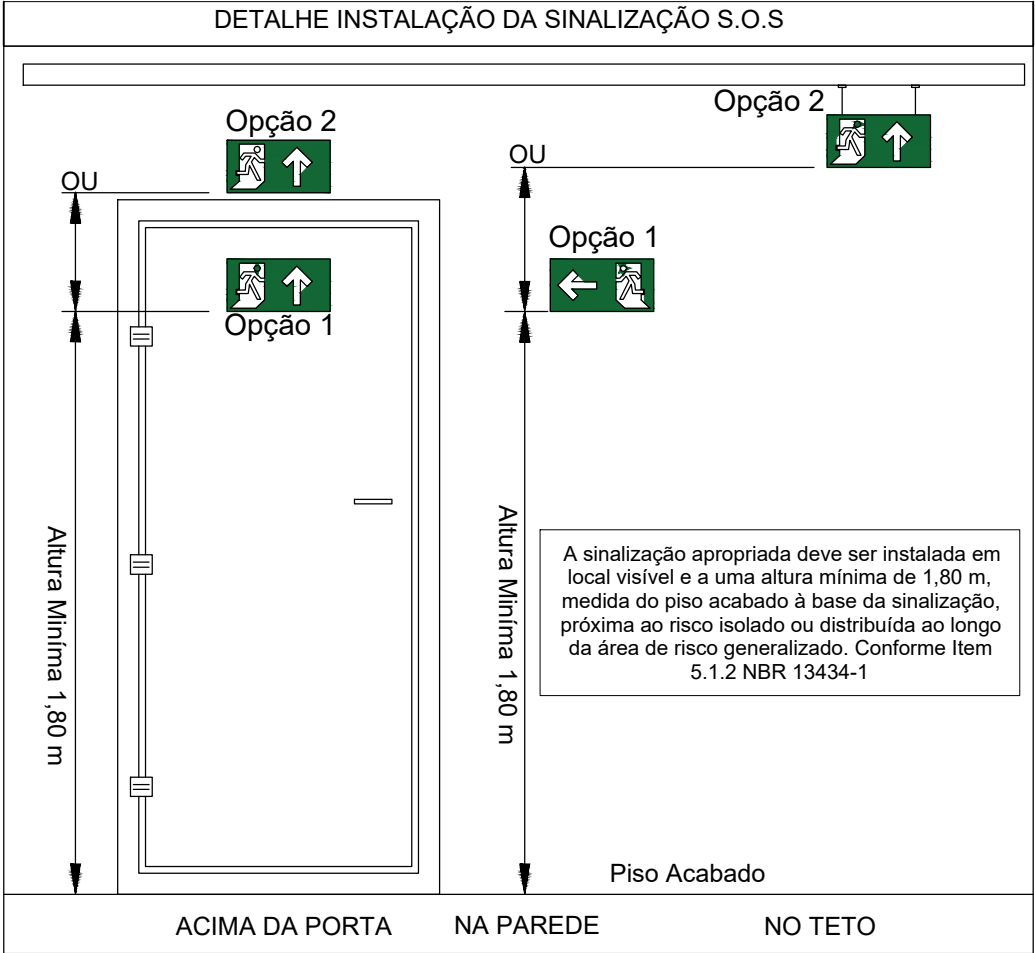 DETALHE INSTALAÇÃO DA SINALIZAÇÃO S.O.S
Opção 2
OU
Opção 1
Altura Miníma 1,80 m
Opção 2
OU
Opção 1
Altura Miníma 1,80 m
A sinalização apropriada deve ser instalada em
local visível e a uma altura mínima de 1,80 m,
medida do piso acabado à base da sinalização,
próxima ao risco isolado ou distribuída ao longo
da área de risco generalizado. Conforme Item
5.1.2 NBR 13434-1
Piso Acabado
ACIMA DA PORTA
NA PAREDE
NO TETO